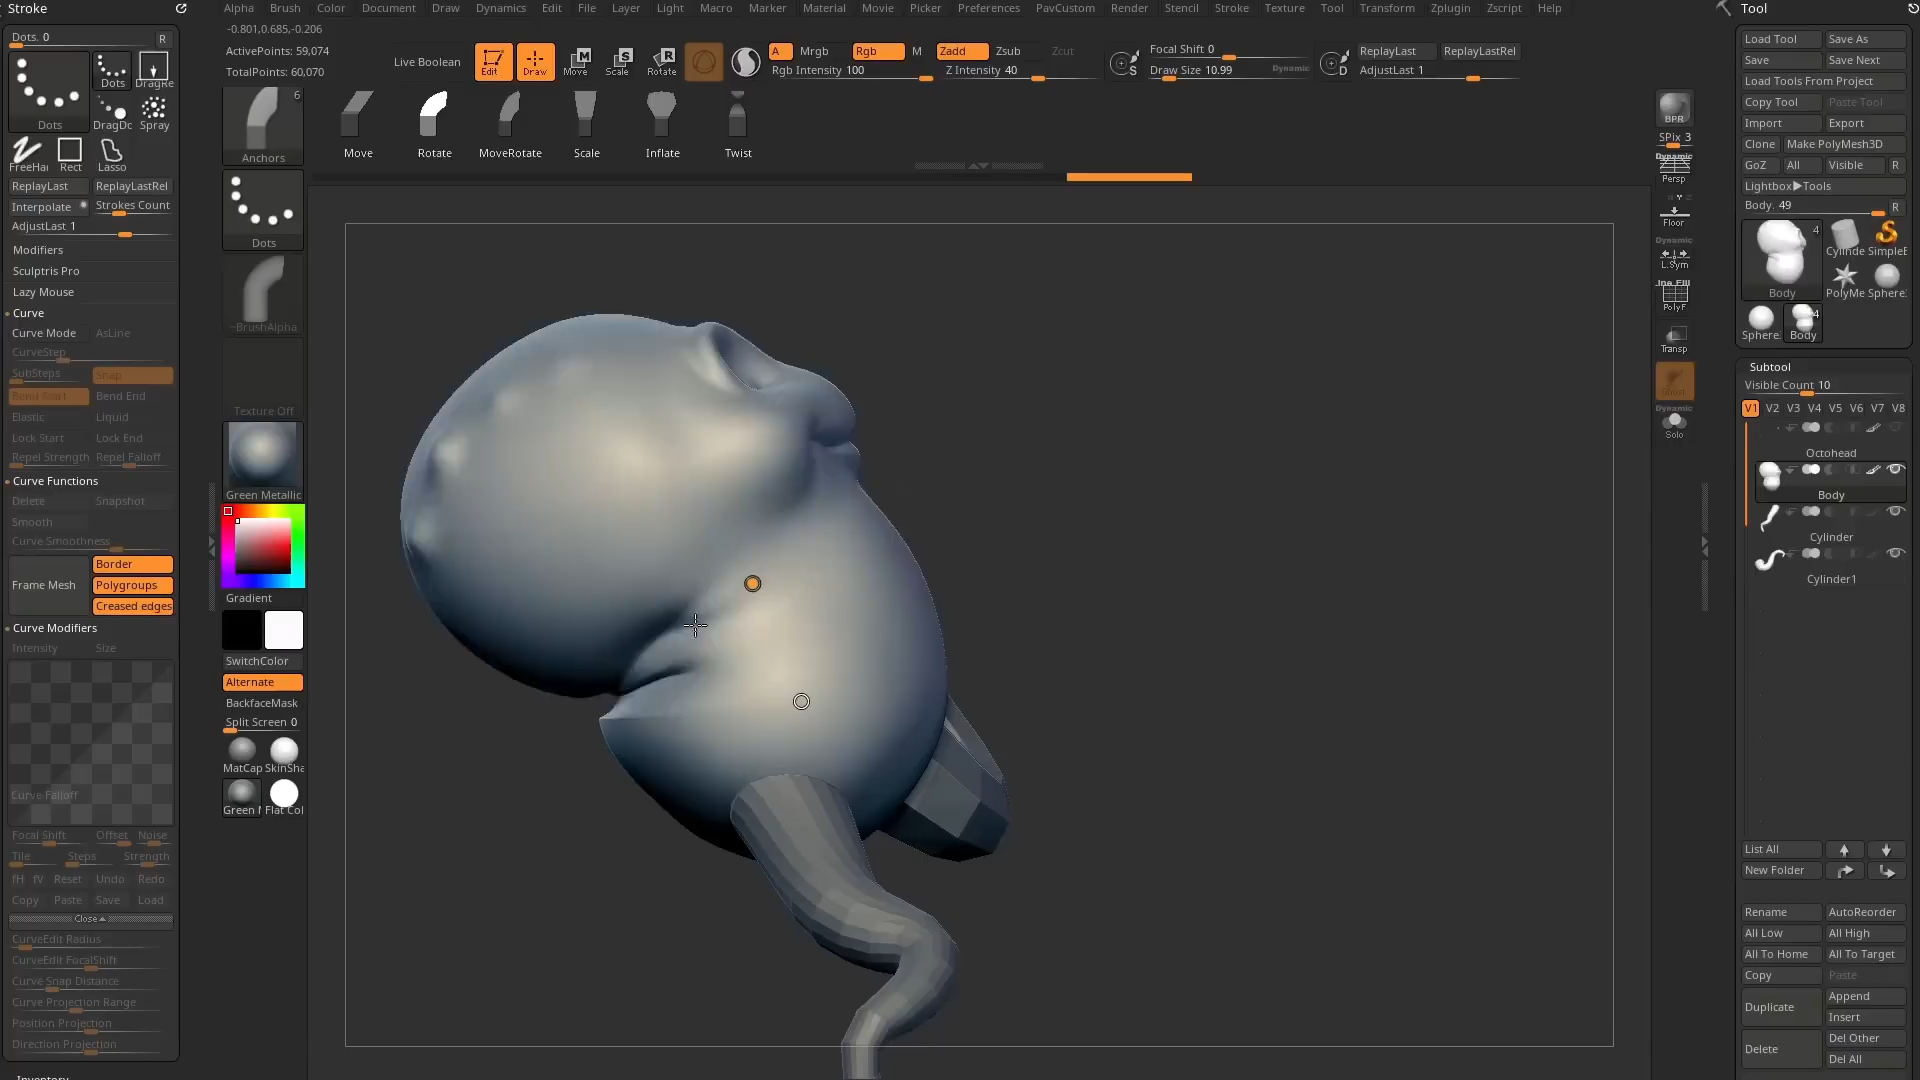 Stroke
Alpha Brush Color Document Draw Dynamics Edit File Layer Light Macro Marker Material Movie Picker Preferences PavCustom Render Stencil Stroke Texture Tool Transform Zplugin Zscript Help
Tool
-0.801,0.685,-0.206
Dots. 0
R
ActivePoints: 59,074
TotalPoints: 60,070
Live Boolean
Edit
Draw
Move
Scale
Rotate
A
Mrgb
Rgb
M
Zadd
Zsub
Zcut
Rgb Intensity 100
Z Intensity 40
Focal Shift 0
Draw Size 10.99
Dynamic
ReplayLast
ReplayLastRel
AdjustLast 1
Load Tool
Save As
Save
Save Next
Load Tools From Project
Copy Tool
Paste Tool
Import
Export
Clone
Make PolyMesh3D
GoZ
All
Visible
R
Lightbox▶Tools
Body. 49
R
4
Cylinde
SimpleB
Body
PolyMe
Sphere
Sphere
4
Body
Dots
Dots
DragRe
DragDo
Spray
FreeHa
Rect
Lasso
ReplayLast
ReplayLastRel
Interpolate
Strokes Count
AdjustLast 1
Modifiers
Sculptris Pro
Lazy Mouse
Curve
Curve Mode
AsLine
CurveStep
SubSteps
Snap
Bend Start
Bend End
Elastic
Liquid
Lock Start
Lock End
Repel Strength
Repel Falloff
Curve Functions
Delete
Snapshot
Smooth
Curve Smoothness
Frame Mesh
Border
Polygroups
Creased edges
Curve Modifiers
Intensity
Size
Curve Falloff
Focal Shift
Offset
Noise
Tile
Steps
Strength
fH
fV
Reset
Undo
Redo
Copy
Paste
Save
Load
Close
CurveEdit Radius
CurveEdit FocalShift
Curve Snap Distance
Curve Projection Range
Position Projection
Direction Projection
Inventory
6
Anchors
Dots
~BrushAlpha
Texture Off
Green Metallic
Gradient
SwitchColor
Alternate
BackfaceMask
Split Screen 0
MatCap
SkinSha
Green M
Flat Col
Move
Rotate
MoveRotate
Scale
Inflate
Twist
BPR
SPix 3
Dynamic
Persp
Floor
Dynamic
L.Sym
PolyF
Transp
Dynamic
Solo
Subtool
Visible Count 10
V1 V2 V3 V4 V5 V6 V7 V8
Octohead
Body
Cylinder
Cylinder1
List All
New Folder
Rename
AutoReorder
All Low
All High
All To Home
All To Target
Copy
Paste
Duplicate
Append
Insert
Delete
Del Other
Del All